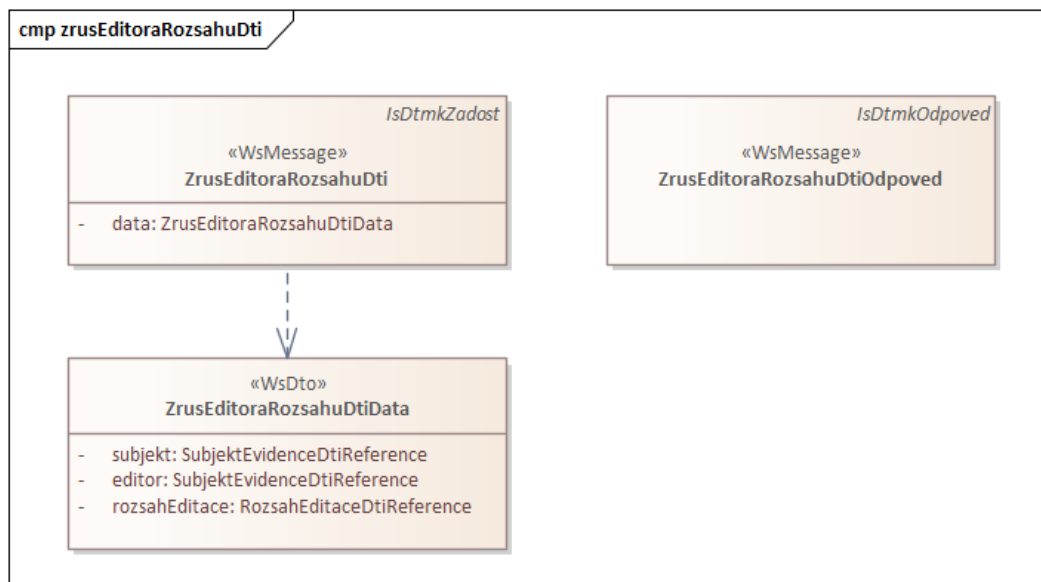 cmp zrusEditoraRozsahuDti
IsDtmkZadost
«WsMessage»
ZrusEditoraRozsahuDti
- data: ZrusEditoraRozsahuDtiData
IsDtmkOdpoved
«WsMessage»
ZrusEditoraRozsahuDtiOdpoved
«WsDto»
ZrusEditoraRozsahuDtiData
- subjekt: SubjektEvidenceDtiReference
- editor: SubjektEvidenceDtiReference
- rozsahEditace: RozsahEditaceDtiReference